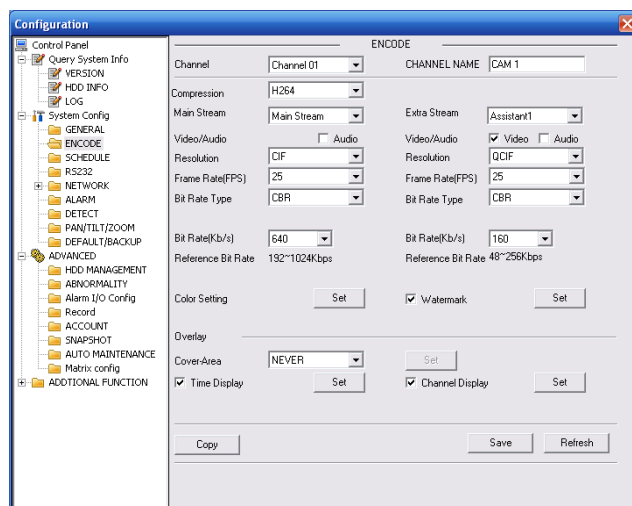 Configuration
Control Panel
Query System Info
VERSION
HDD INFO
LOG
System Config
GENERAL
ENCODE
SCHEDULE
RS232
NETWORK
ALARM
DETECT
PAN/TILT/ZOOM
DEFAULT/BACKUP
ADVANCED
HDD MANAGEMENT
ABNORMALITY
Alarm I/O Config
Record
ACCOUNT
SNAPSHOT
AUTO MAINTENANCE
Matrix config
ADDTIONAL FUNCTION
ENCODE
Channel Channel 01 CHANNEL NAME CAM 1
Compression H264
Main Stream Main Stream Extra Stream Assistant1
Video/Audio Audio Video/Audio Video Audio
Resolution CIF Resolution QCIF
Frame Rate(FPS) 25 Frame Rate(FPS) 25
Bit Rate Type CBR Bit Rate Type CBR
Bit Rate(Kb/s) 640 Bit Rate(Kb/s) 160
Reference Bit Rate 192~1024Kbps Reference Bit Rate 48~256Kbps
Color Setting Set Watermark Set
Overlay
Cover-Area NEVER Set
Time Display Set Channel Display Set
Copy Save Refresh